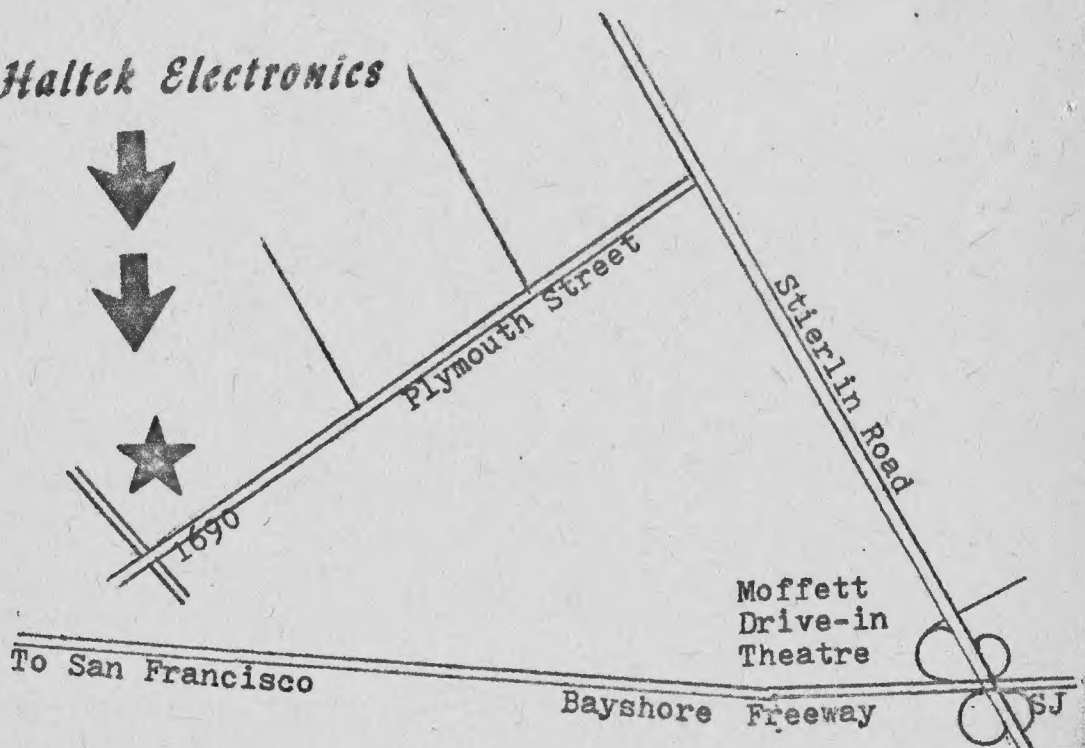 Haltek Electronics
Plymouth Street
Stierlin Road
1690
Moffett
Drive-in
Theatre
To San Francisco
Bayshore Freeway
SJ